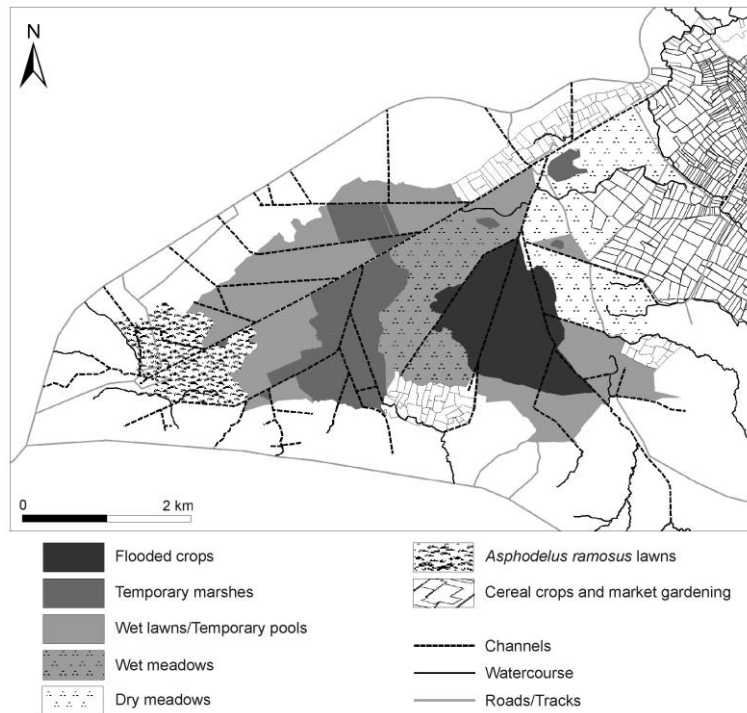 N
0 2 km
Flooded crops
Temporary marshes
Wet lawns/Temporary pools
Wet meadows
Dry meadows
Asphodelus ramosus lawns
Cereal crops and market gardening
Channels
Watercourse
Roads/Tracks